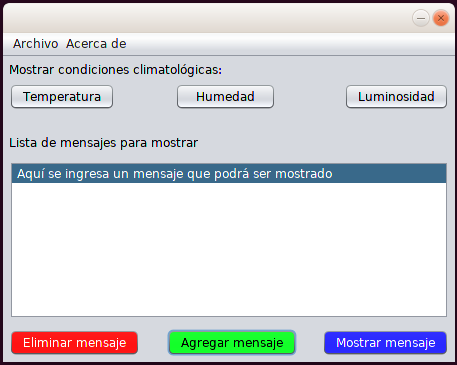 Archivo Acerca de
Mostrar condiciones climatológicas:
Temperatura Humedad Luminosidad
Lista de mensajes para mostrar
Aquí se ingresa un mensaje que podrá ser mostrado
Eliminar mensaje Agregar mensaje Mostrar mensaje